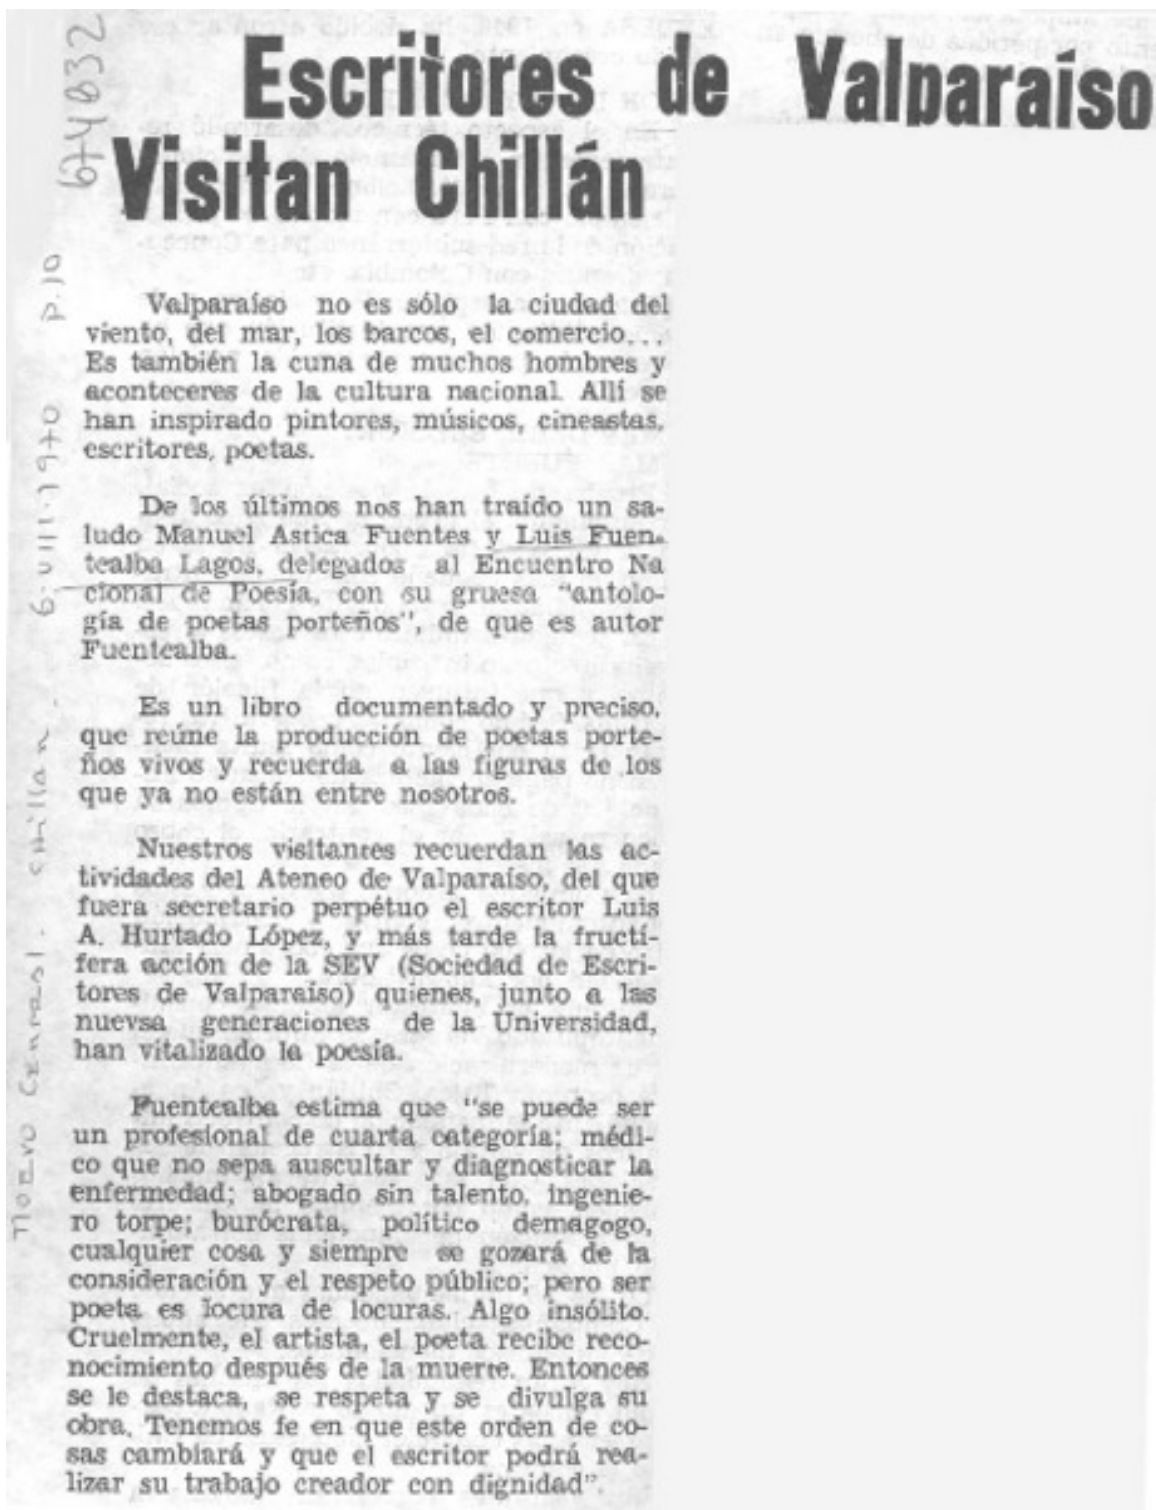 Escritores de Valparaíso
Visitan Chillán
674832
Nuevo Central. Chillán. 6-VIII-1970 P.10
Valparaíso no es sólo la ciudad del
viento, del mar, los barcos, el comercio...
Es también la cuna de muchos hombres y
aconteceres de la cultura nacional. Allí se
han inspirado pintores, músicos, cineastas,
escritores, poetas.
De los últimos nos han traído un sa-
ludo Manuel Astica Fuentes y Luis Fuen-
tealba Lagos, delegados al Encuentro Na
cional de Poesía, con su gruesa "antolo-
gía de poetas porteños", de que es autor
Fuentealba.
Es un libro documentado y preciso,
que reúne la producción de poetas porte-
ños vivos y recuerda a las figuras de los
que ya no están entre nosotros.
Nuestros visitantes recuerdan las ac-
tividades del Ateneo de Valparaíso, del que
fuera secretario perpétuo el escritor Luis
A. Hurtado López, y más tarde la fructí-
fera acción de la SEV (Sociedad de Escri-
tores de Valparaíso) quienes, junto a las
nuevsa generaciones de la Universidad,
han vitalizado la poesía.
Fuentealba estima que "se puede ser
un profesional de cuarta categoría: médi-
co que no sepa auscultar y diagnosticar la
enfermedad; abogado sin talento, ingenie-
ro torpe; burócrata, político demagogo,
cualquier cosa y siempre se gozará de la
consideración y el respeto público; pero ser
poeta es locura de locuras. Algo insólito.
Cruelmente, el artista, el poeta recibe reco-
nocimiento después de la muerte. Entonces
se le destaca, se respeta y se divulga su
obra. Tenemos fe en que este orden de co-
sas cambiará y que el escritor podrá rea-
lizar su trabajo creador con dignidad".